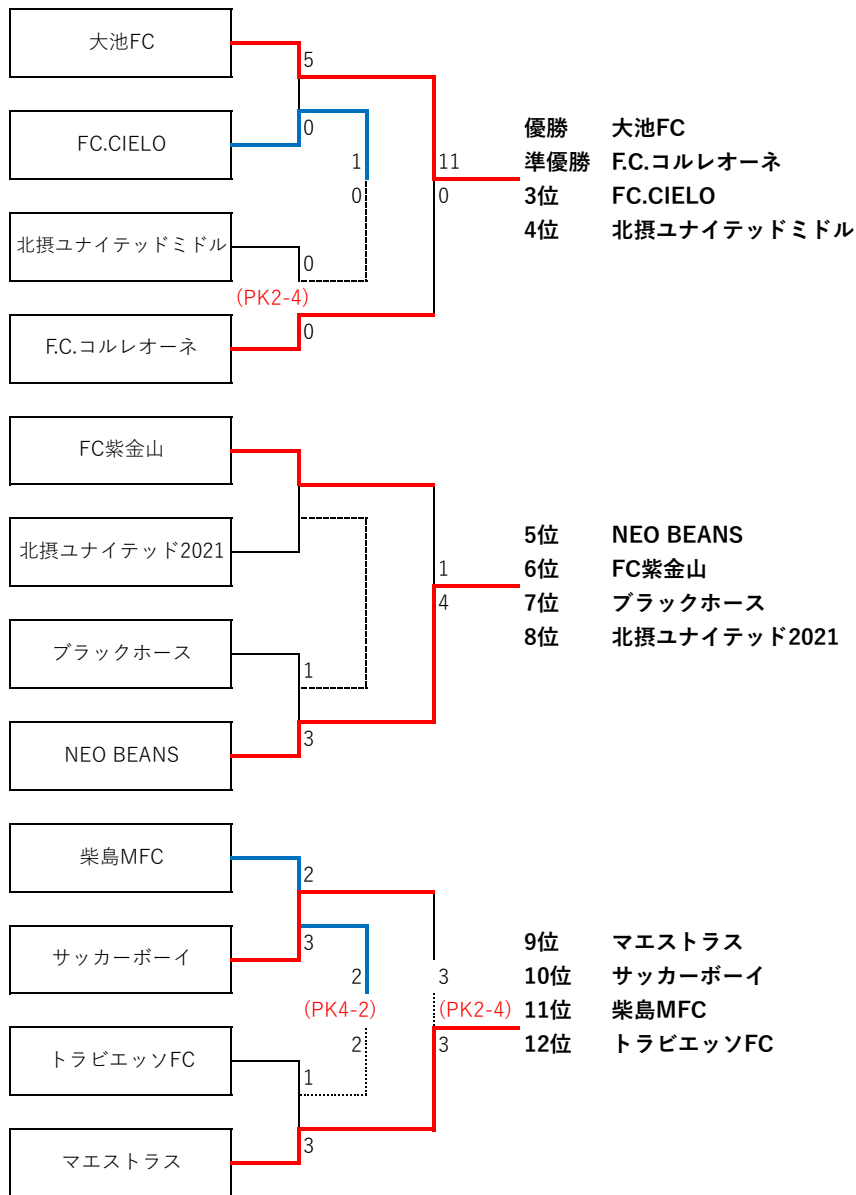 大池FC
5
FC.CIELO
0
1
11
0
0
北摂ユナイテッドミドル
0
(PK2-4)
F.C.コルレオーネ
0
優勝 大池FC
準優勝 F.C.コルレオーネ
3位 FC.CIELO
4位 北摂ユナイテッドミドル
FC紫金山
北摂ユナイテッド2021
1
4
ブラックホース
1
NEO BEANS
3
5位 NEO BEANS
6位 FC紫金山
7位 ブラックホース
8位 北摂ユナイテッド2021
柴島MFC
2
サッカーボーイ
3
2
3
(PK4-2)
(PK2-4)
2
3
トラビエッソFC
1
マエストラス
3
9位 マエストラス
10位 サッカーボーイ
11位 柴島MFC
12位 トラビエッソFC